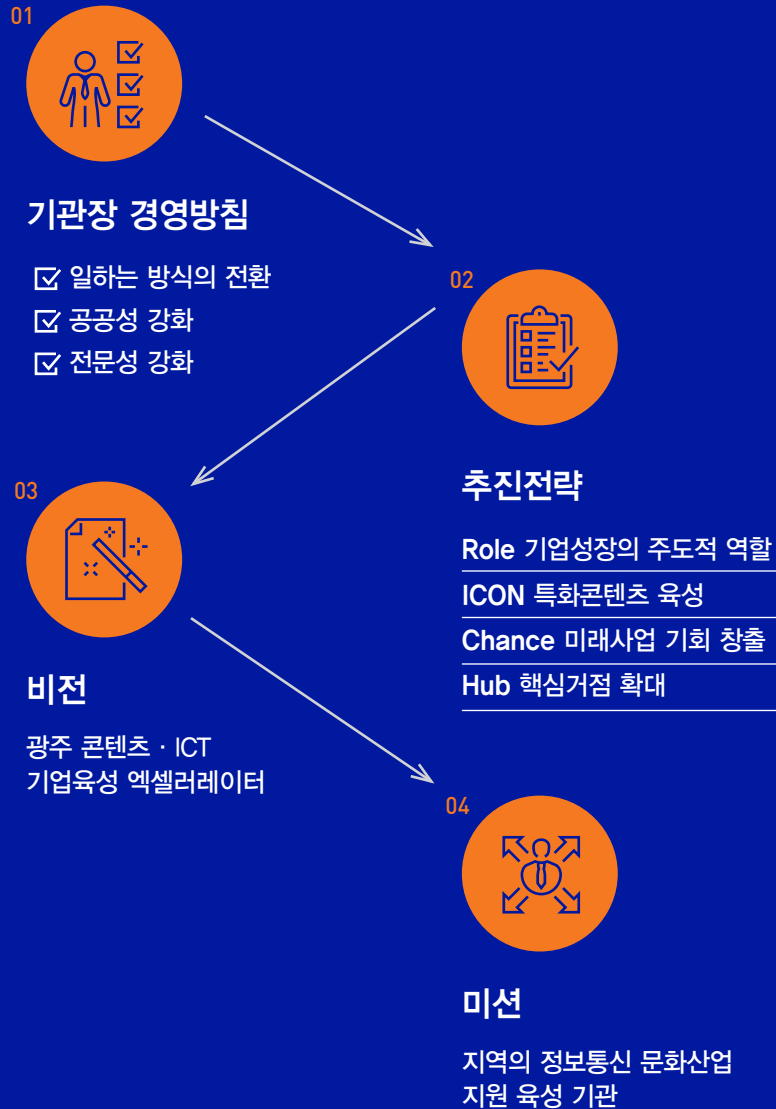 01
기관장 경영방침
일하는 방식의 전환
공공성 강화
전문성 강화
02
추진전략
Role 기업성장의 주도적 역할
ICON 특화콘텐츠 육성
Chance 미래사업 기회 창출
Hub 핵심거점 확대
03
비전
광주 콘텐츠 · ICT
기업육성 엑셀러레이터
04
미션
지역의 정보통신 문화산업
지원 육성 기관